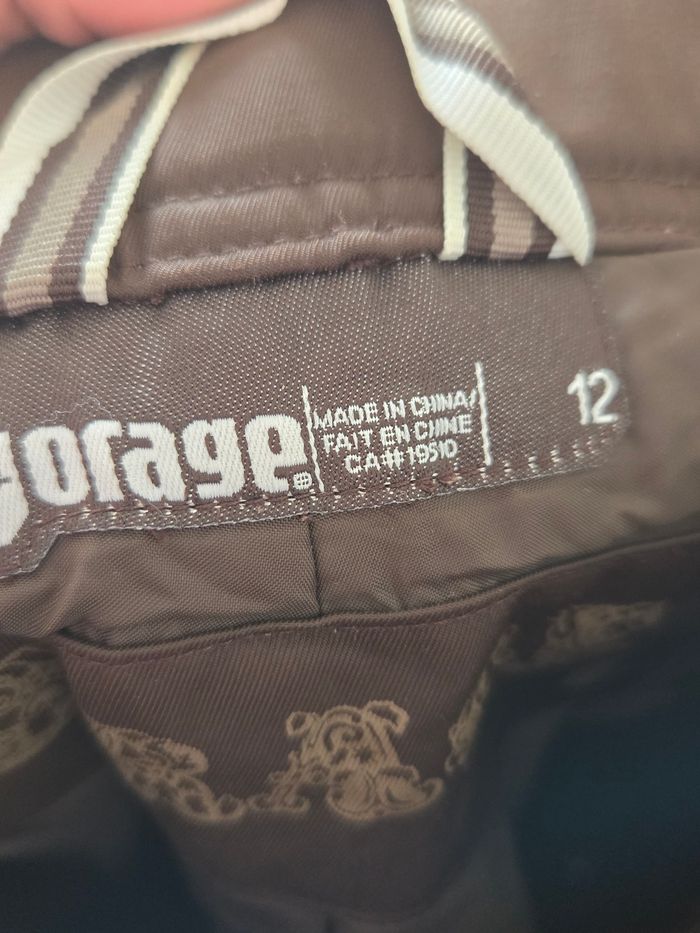 gorage
MADE IN CHINA/
FAIT EN CHINE
CA#19510
12